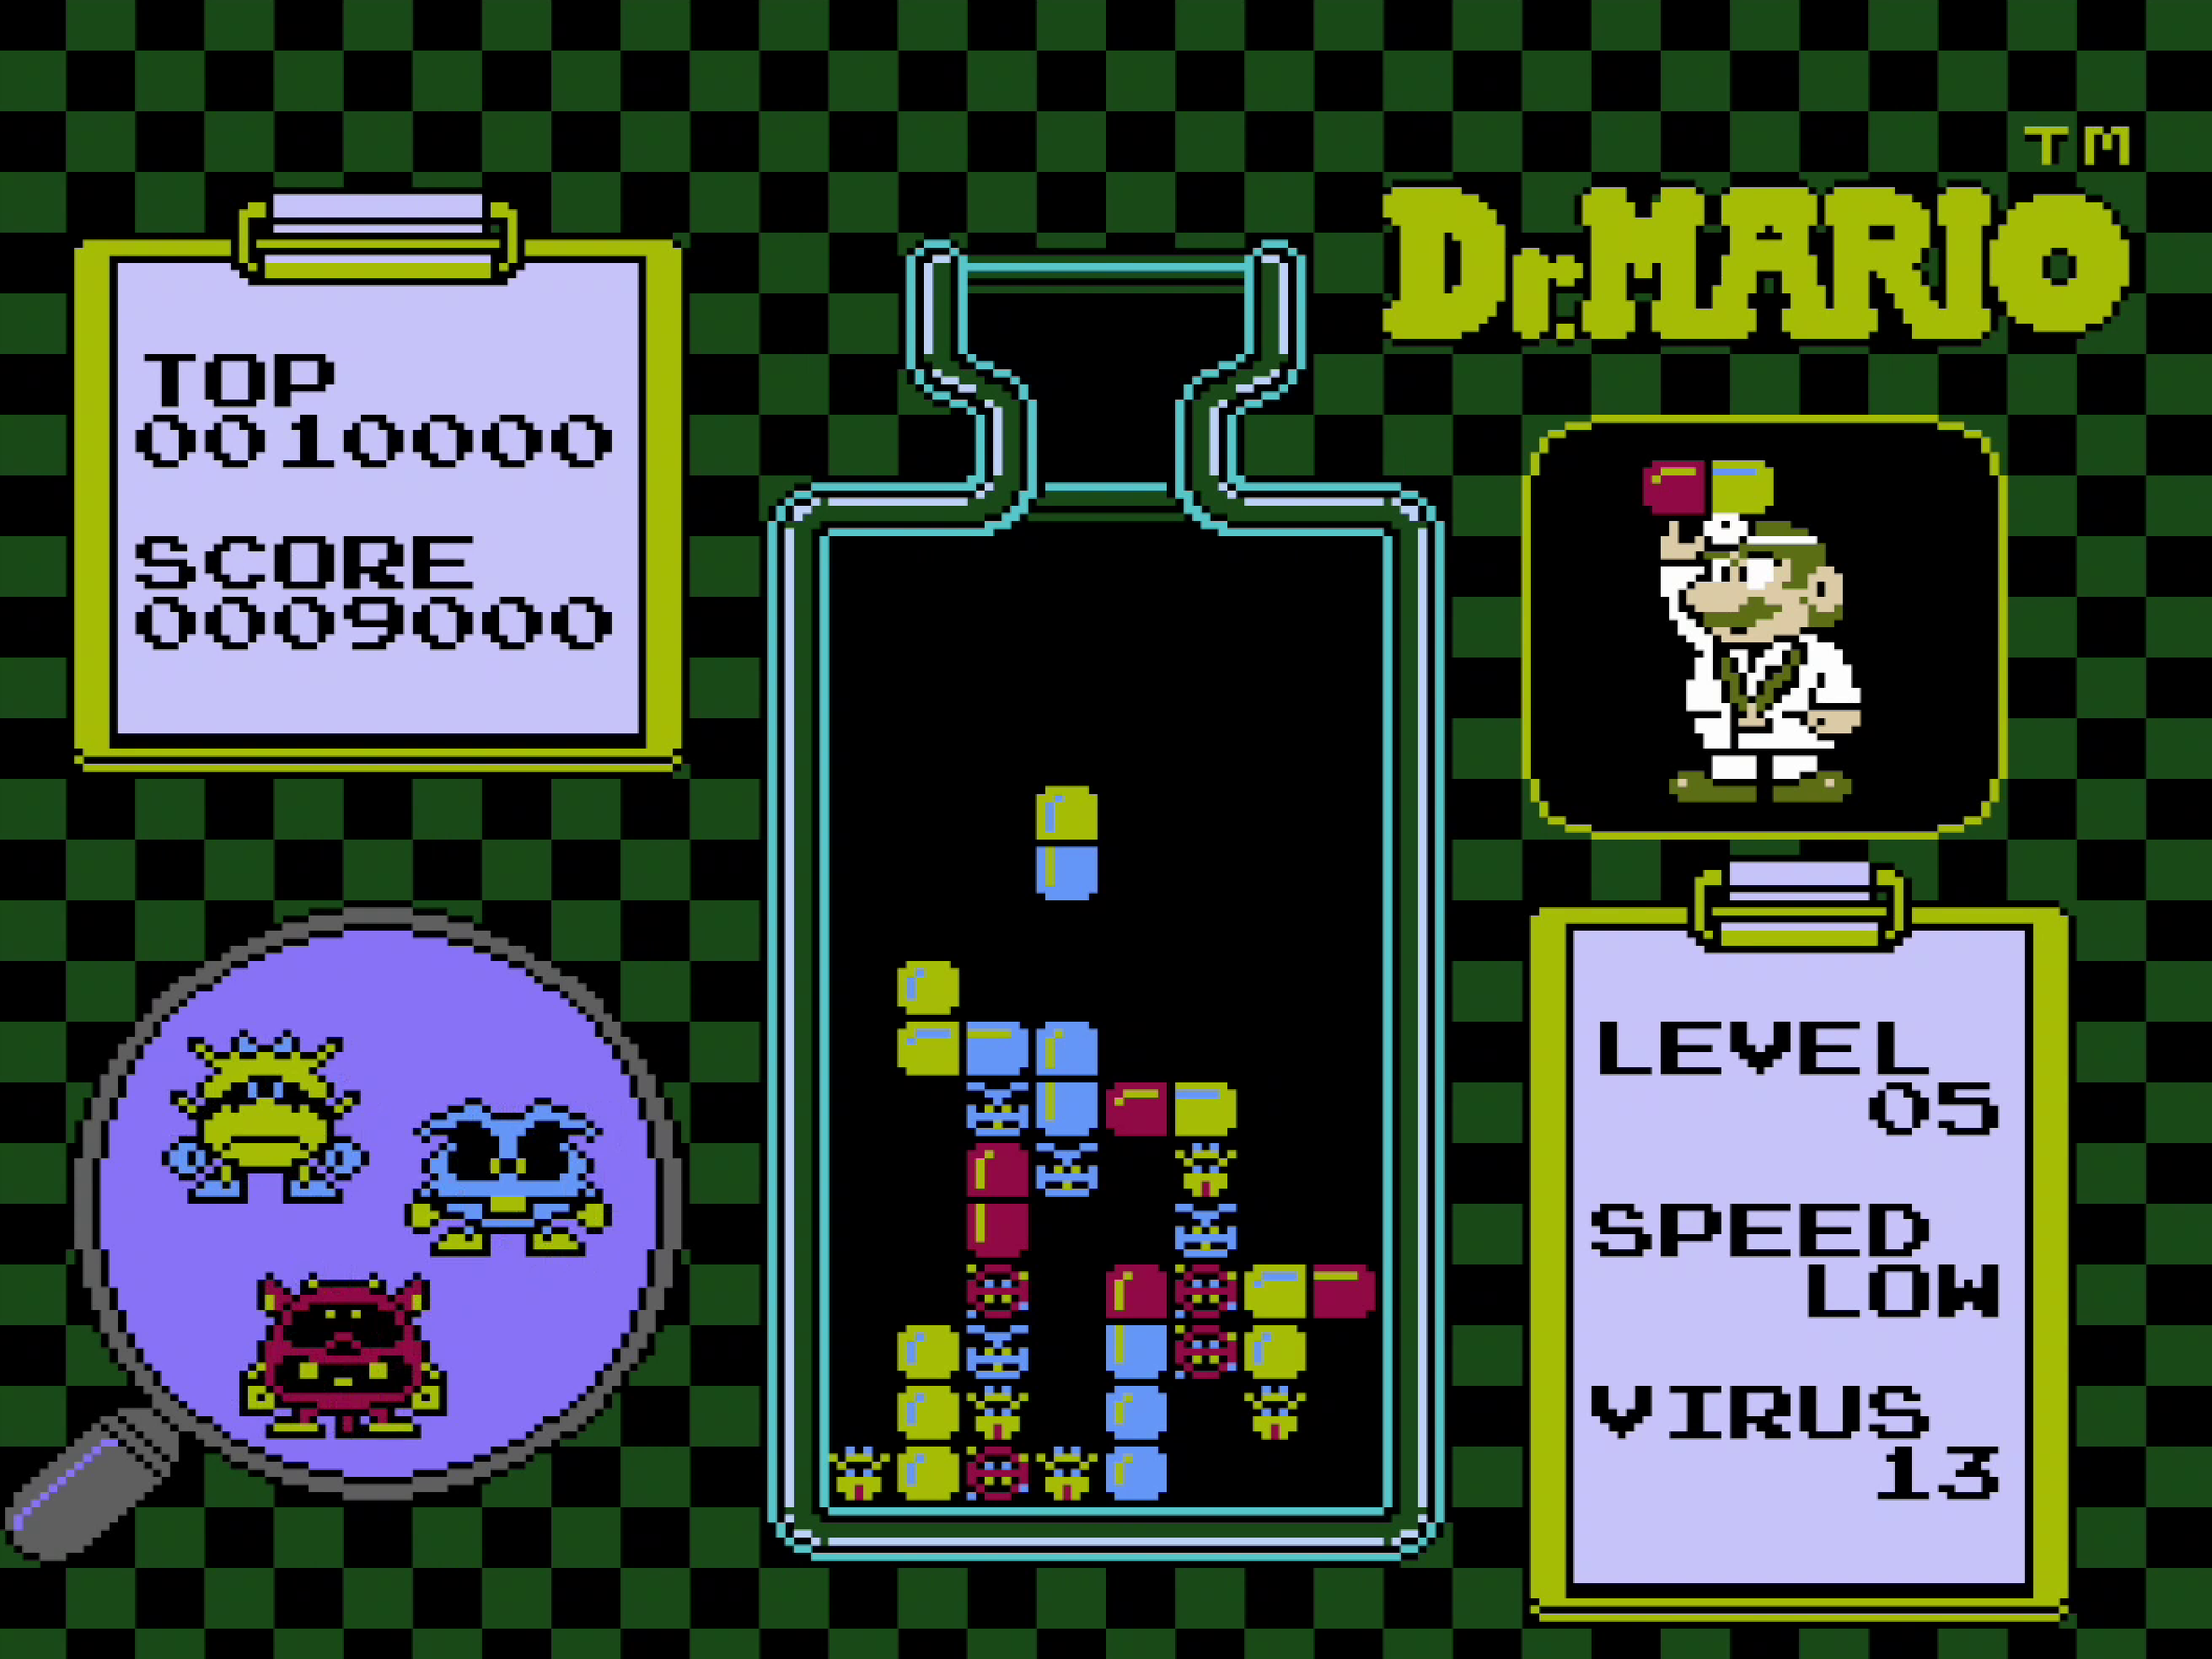 TM
Dr. MARIO
TOP
0010000
SCORE
0009000
LEVEL
05
SPEED
LOW
VIRUS
13